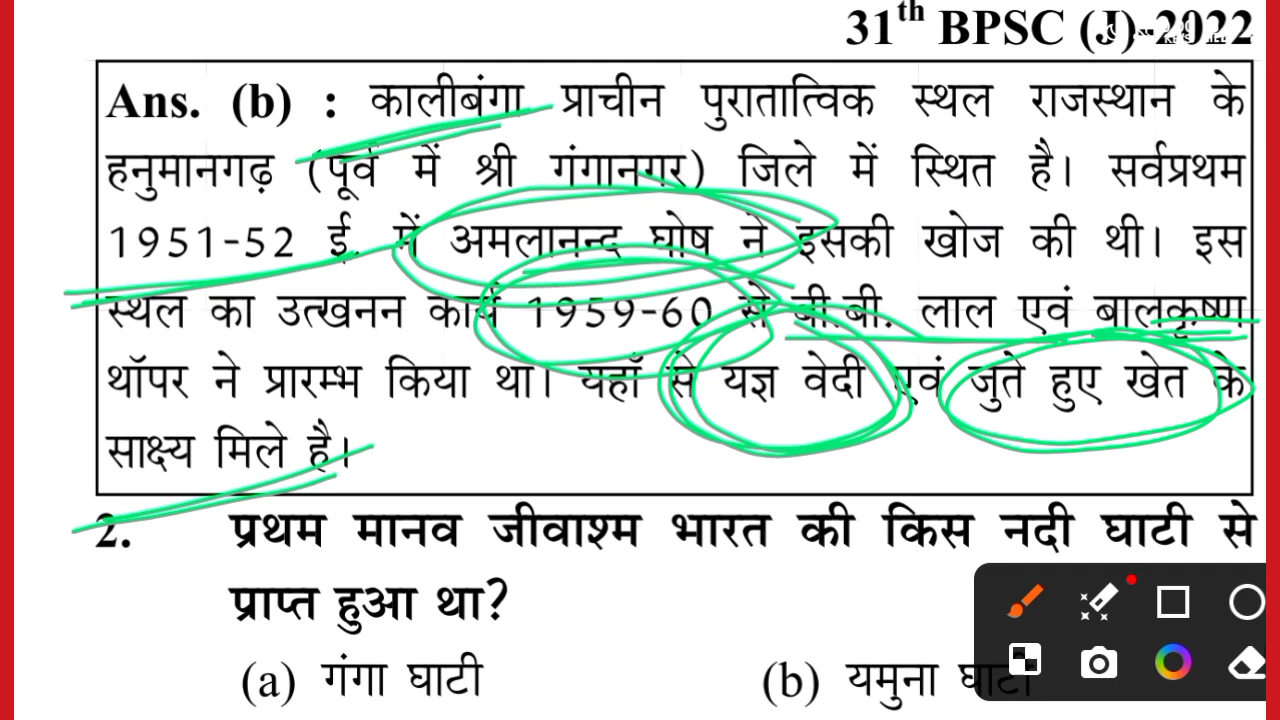 31th BPSC (J)-2022
Ans. (b) : कालीबंगा प्राचीन पुरातात्विक स्थल राजस्थान के
हनुमानगढ़ (पूर्व में श्री गंगानगर) जिले में स्थित है। सर्वप्रथम
1951-52 ई. में अमलानन्द घोष ने इसकी खोज की थी। इस
स्थल का उत्खनन कार्य 1959-60 से बी.बी. लाल एवं बालकृष्ण
थॉपर ने प्रारम्भ किया था। यहाँ से यज्ञ वेदी एवं जुते हुए खेत के
साक्ष्य मिले है।
2. प्रथम मानव जीवाश्म भारत की किस नदी घाटी से
प्राप्त हुआ था?
(a) गंगा घाटी (b) यमुना घाटी